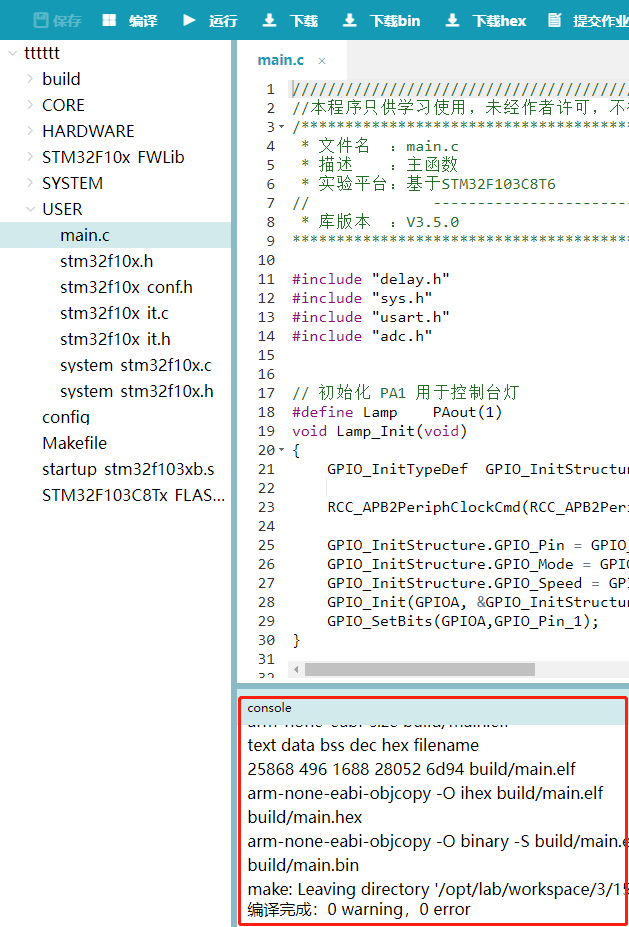 保存 编译 运行 下载 下载bin 下载hex 提交作业
tttttt
build
CORE
HARDWARE
STM32F10x FWLib
SYSTEM
USER
main.c
stm32f10x.h
stm32f10x conf.h
stm32f10x it.c
stm32f10x it.h
system stm32f10x.c
system stm32f10x.h
config
Makefile
startup stm32f103xb.s
STM32F103C8Tx FLAS...
main.c ×
1 //////////////////////////////////////
2 //本程序只供学习使用，未经作者许可，不
3 /**************************************
4 * 文件名 ：main.c
5 * 描述 ：主函数
6 * 实验平台：基于STM32F103C8T6
7 // ----------------------
8 * 库版本 ：V3.5.0
9 ***************************************
10
11 #include "delay.h"
12 #include "sys.h"
13 #include "usart.h"
14 #include "adc.h"
15
16
17 // 初始化 PA1 用于控制台灯
18 #define Lamp PAout(1)
19 void Lamp_Init(void)
20 {
21 GPIO_InitTypeDef GPIO_InitStructur
22
23 RCC_APB2PeriphClockCmd(RCC_APB2Peri
24
25 GPIO_InitStructure.GPIO_Pin = GPIO_
26 GPIO_InitStructure.GPIO_Mode = GPIO
27 GPIO_InitStructure.GPIO_Speed = GPI
28 GPIO_Init(GPIOA, &GPIO_InitStructur
29 GPIO_SetBits(GPIOA,GPIO_Pin_1);
30 }
31
32
console
arm-none-eabi-size build/main.elf
text data bss dec hex filename
25868 496 1688 28052 6d94 build/main.elf
arm-none-eabi-objcopy -O ihex build/main.elf
build/main.hex
arm-none-eabi-objcopy -O binary -S build/main.e
build/main.bin
make: Leaving directory '/opt/lab/workspace/3/15
编译完成：0 warning，0 error